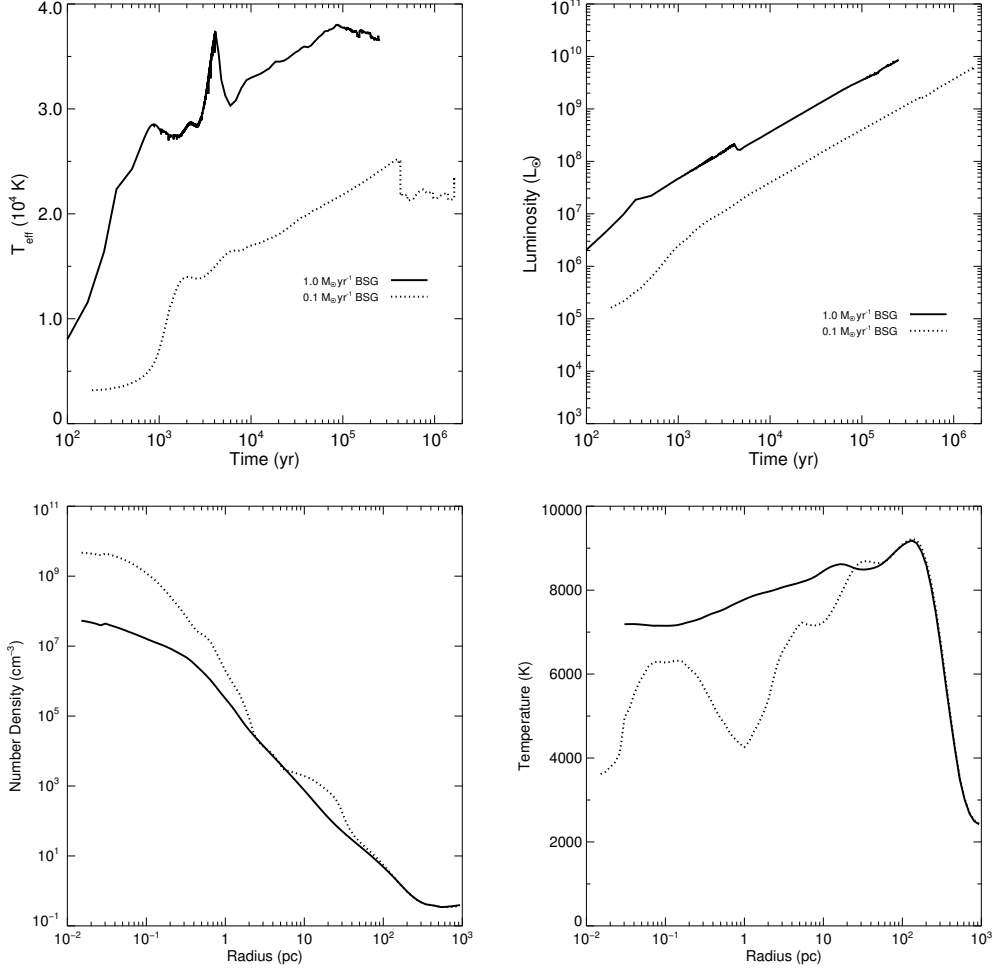 4.0
3.0
2.0
1.0
0
T_eff (10^4 K)
1.0 M☉yr^-1 BSG
0.1 M☉yr^-1 BSG
10^2 10^3 10^4 10^5 10^6
Time (yr)
10^11
10^10
10^9
10^8
10^7
10^6
10^5
10^4
10^3
Luminosity (L☉)
1.0 M☉yr^-1 BSG
0.1 M☉yr^-1 BSG
10^2 10^3 10^4 10^5 10^6
Time (yr)
10^11
10^9
10^7
10^5
10^3
10^1
10^-1
Number Density (cm^-3)
10^-2 10^-1 1 10^1 10^2 10^3
Radius (pc)
10000
8000
6000
4000
2000
0
Temperature (K)
10^-2 10^-1 1 10 10^2 10^3
Radius (pc)